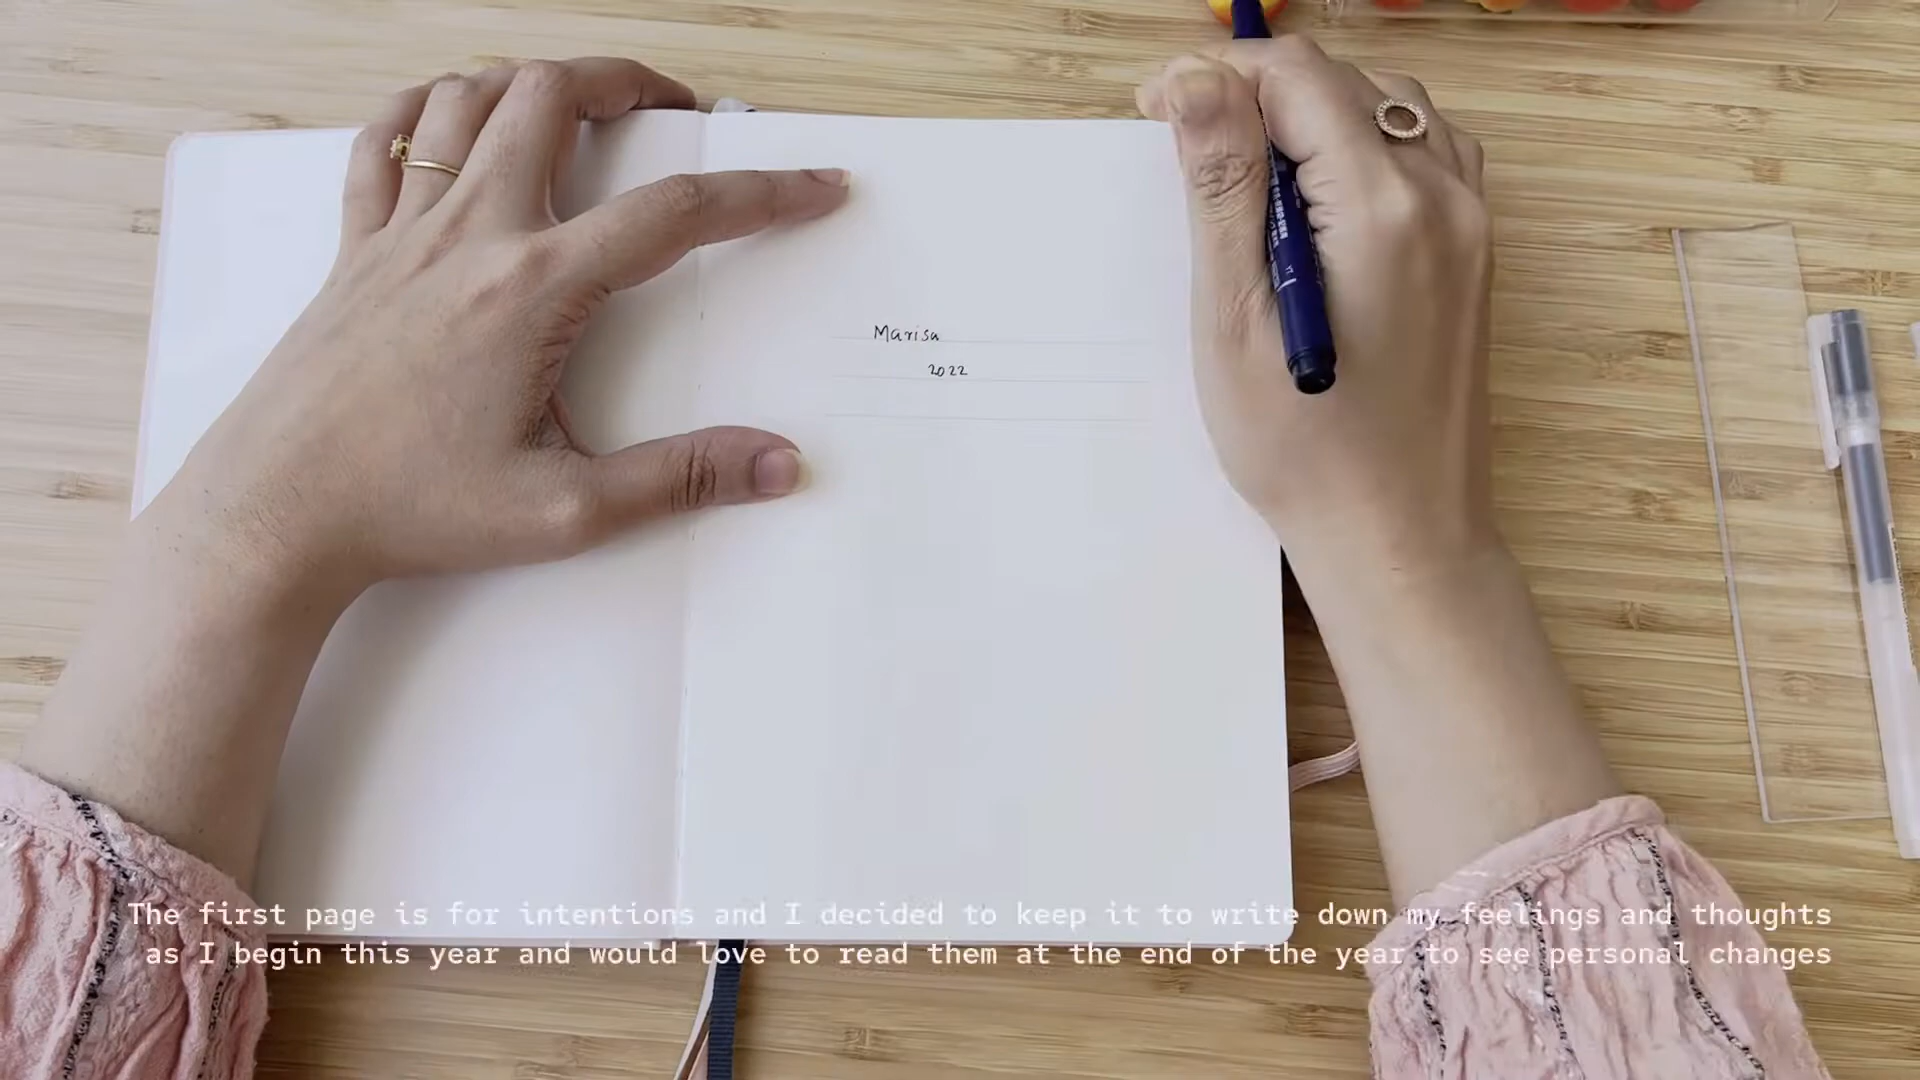 Marisa
2022
The first page is for intentions and I decided to keep it to write down my feelings and thoughts
as I begin this year and would love to read them at the end of the year to see personal changes